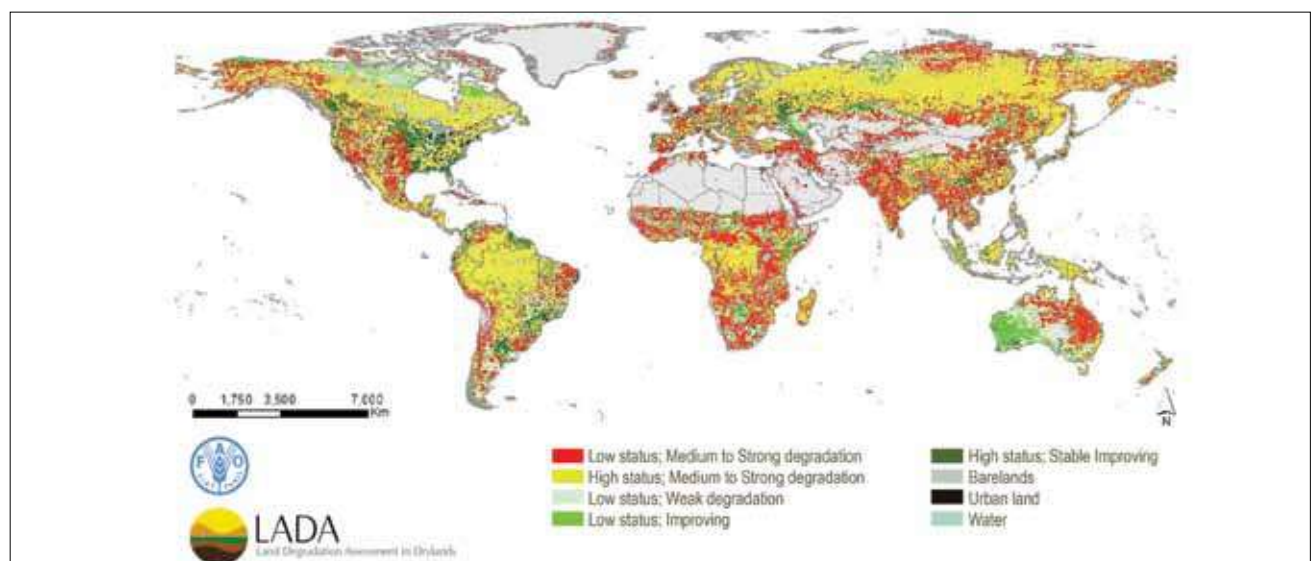 0 1,750 3,500 7,000
Km
N
F A O
FIAT PANIS
LADA
Land Degradation Assessment in Drylands
Low status; Medium to Strong degradation
High status; Medium to Strong degradation
Low status; Weak degradation
Low status; Improving
High status; Stable Improving
Barelands
Urban land
Water